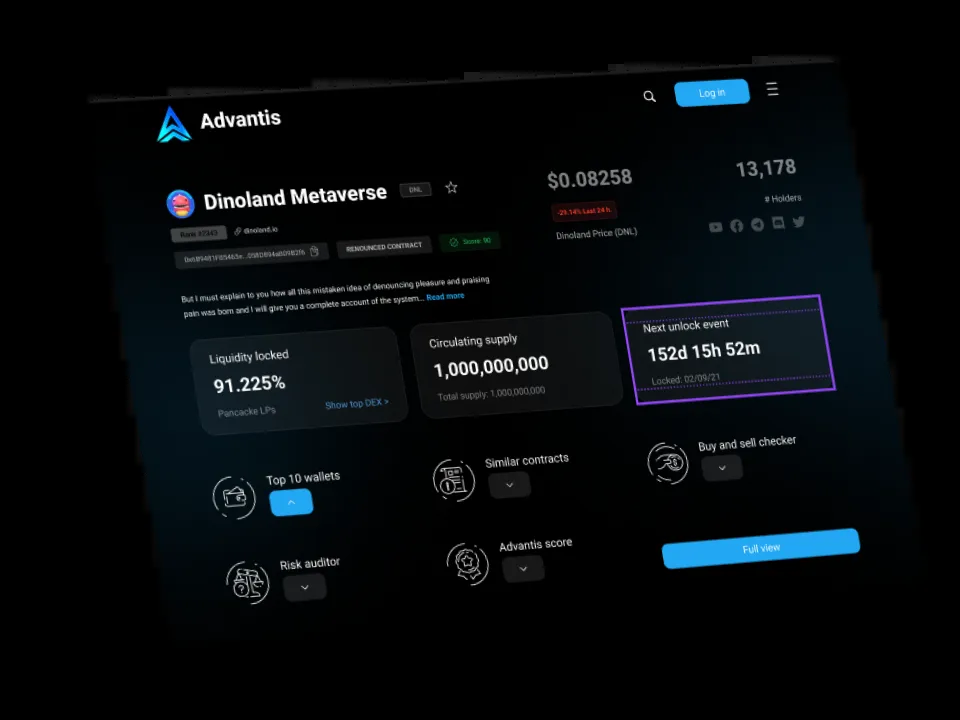 Advantis
Log in
Dinoland Metaverse
DNL
$0.08258
13,178
Rank #7343
dinoland.io
-29.14% Last 24 h.
# Holders
RENOUNCED CONTRACT
Score: 90
Dinoland Price (DNL)
But I must explain to you how all this mistaken idea of denouncing pleasure and praising
pain was born and I will give you a complete account of the system... Read more
Liquidity locked
91.225%
Pancacke LPs
Show top DEX >
Circulating supply
1,000,000,000
Total supply: 1,000,000,000
Next unlock event
152d 15h 52m
Locked: 02/09/21
Top 10 wallets
Similar contracts
Buy and sell checker
Risk auditor
Advantis score
Full view